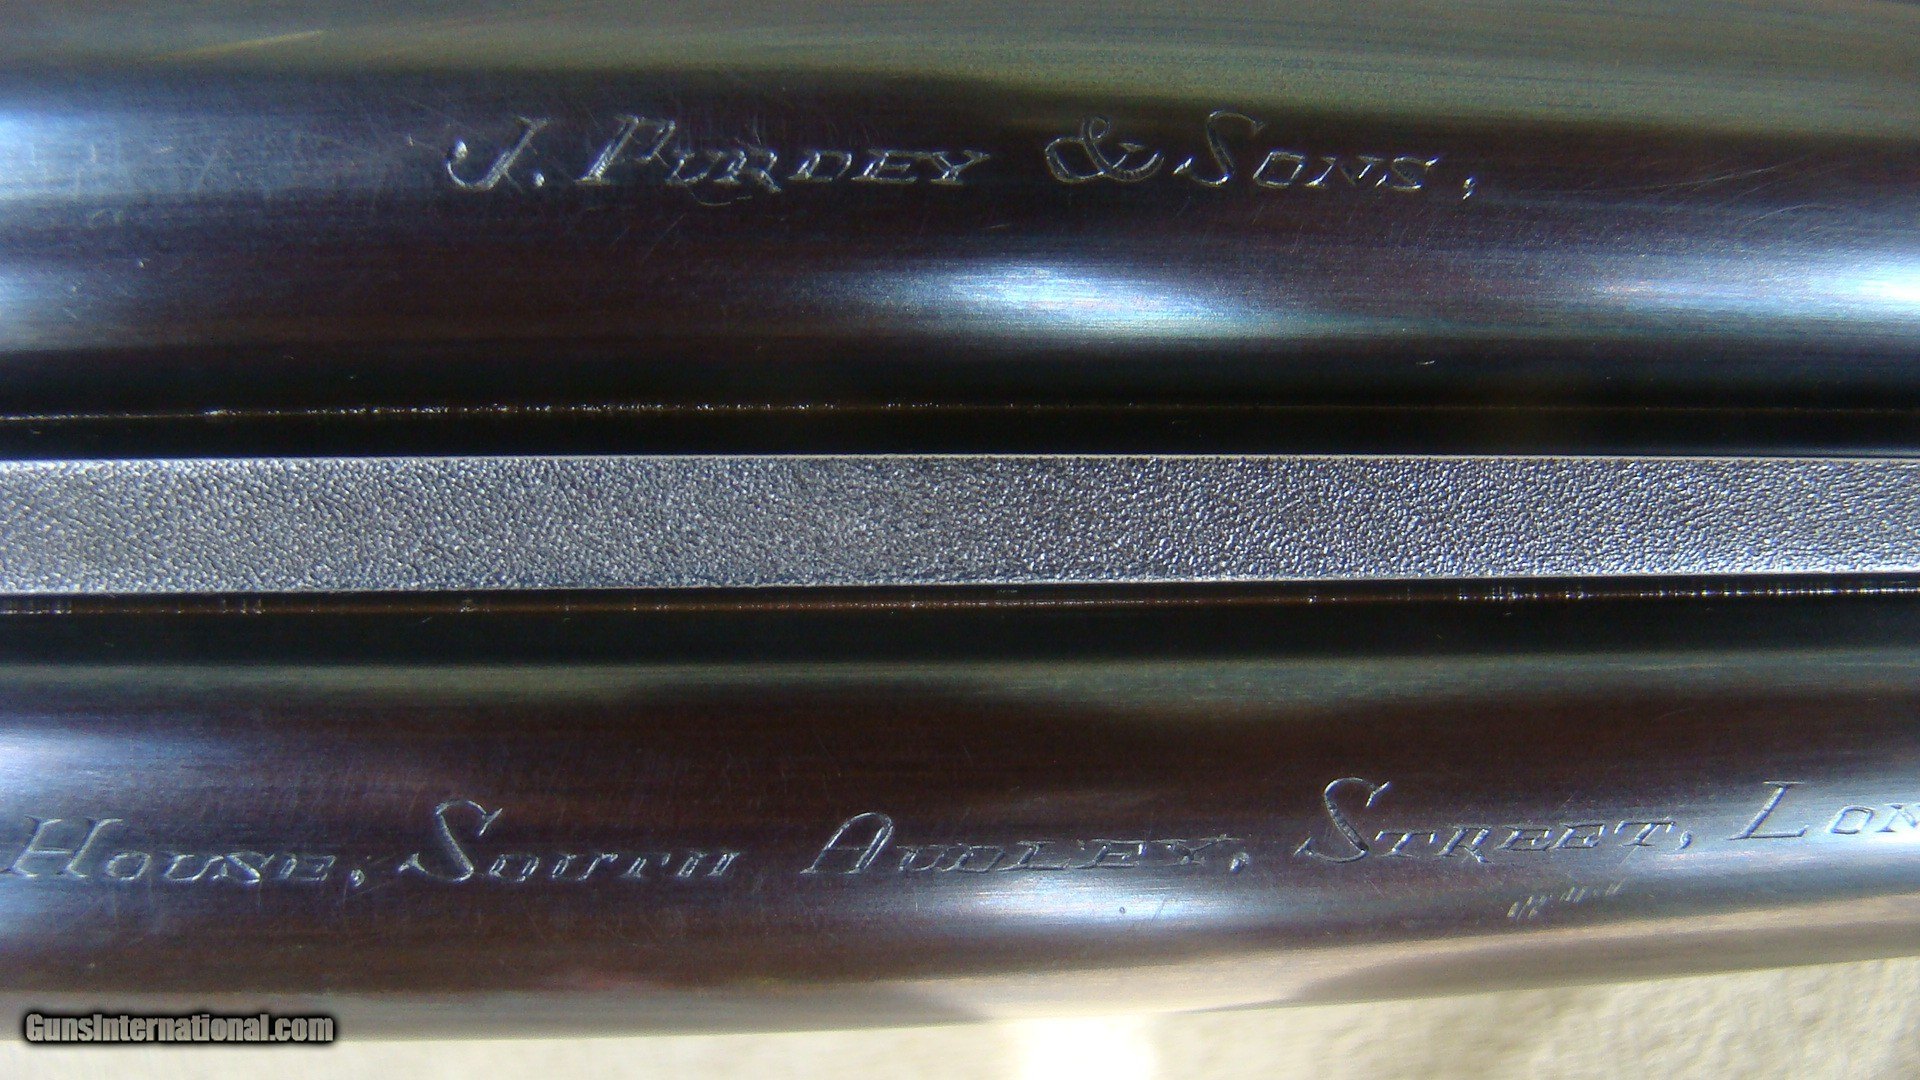 J. Purdey & Sons,
House, South Audley, Street, Lon
GunsInternational.com